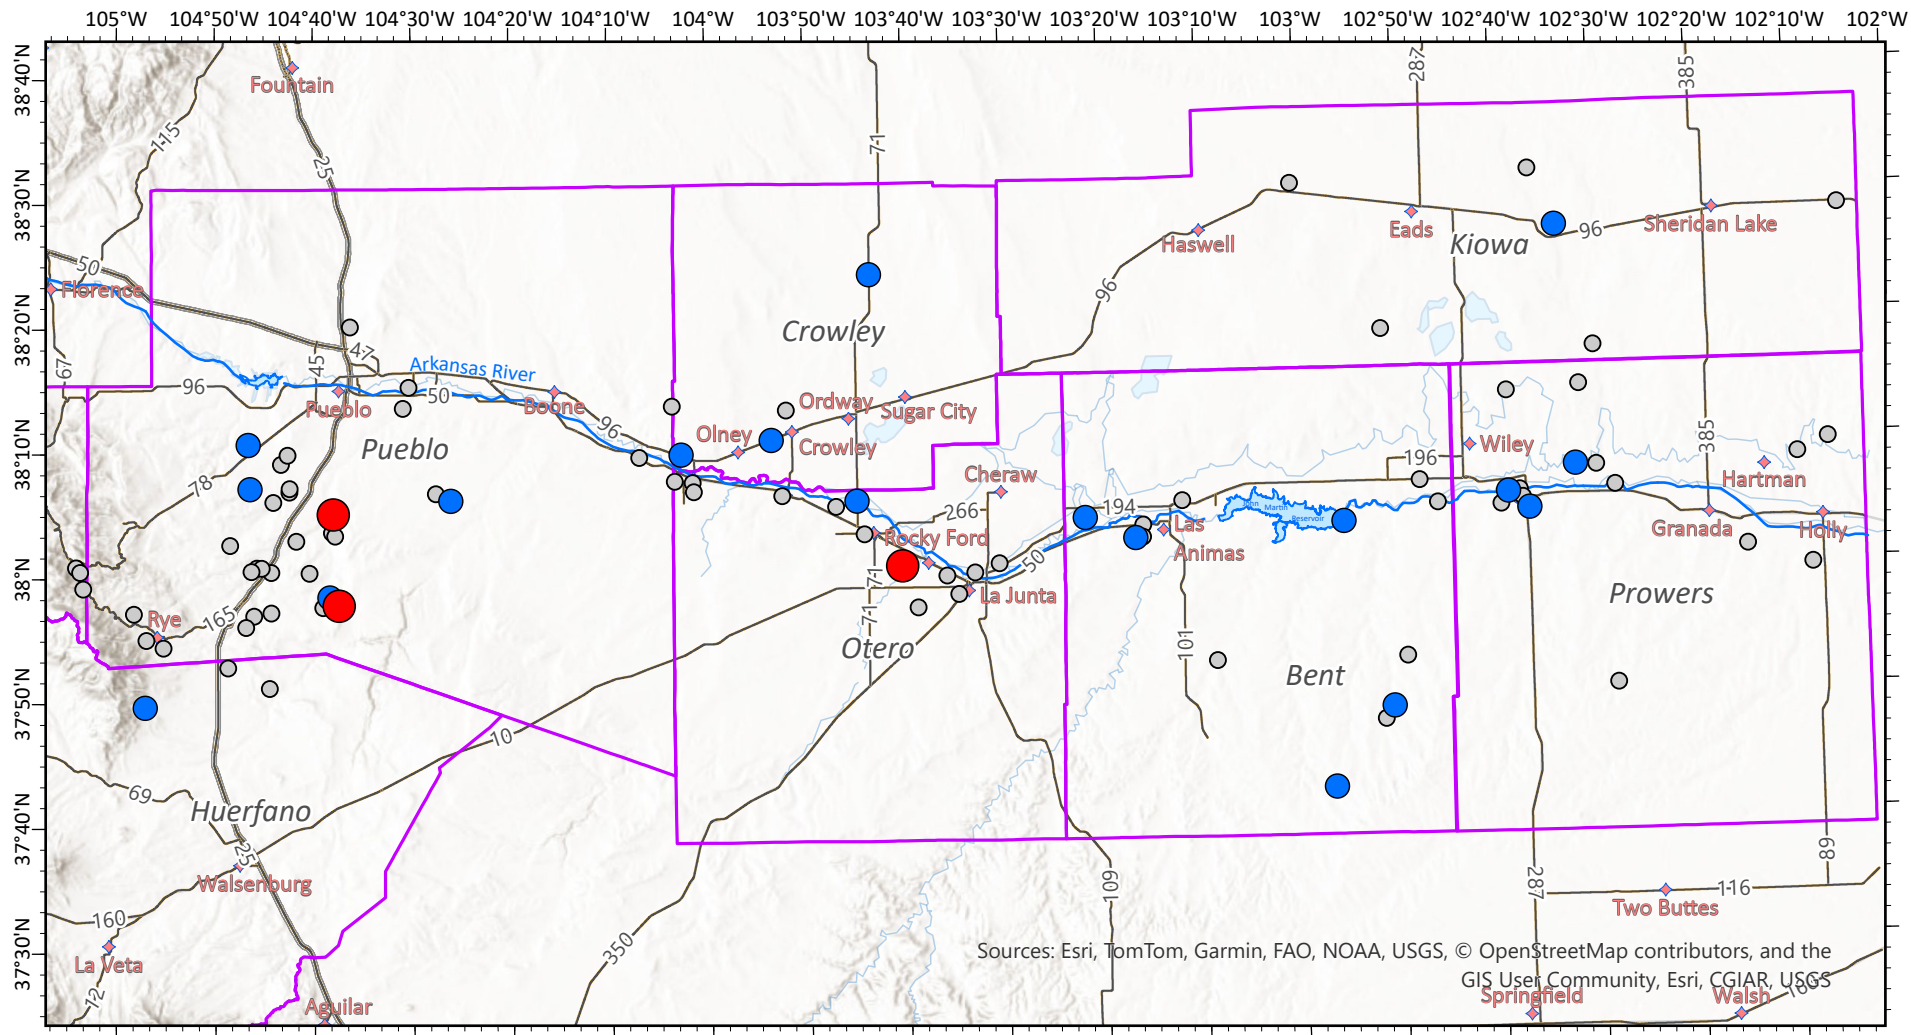 105°W 104°50'W 104°40'W 104°30'W 104°20'W 104°10'W 104°W 103°50'W 103°40'W 103°30'W 103°20'W 103°10'W 103°W 102°50'W 102°40'W 102°30'W 102°20'W 102°10'W 102°W
38°40'N
38°30'N
38°20'N
38°10'N
38°N
37°50'N
37°40'N
37°30'N
Fountain
115
25
71
287
385
50
Florence
67
96
45
47
Arkansas River
Pueblo
50
Boone
96
Pueblo
78
165
Rye
Crowley
Ordway
Sugar City
Olney
Crowley
Cheraw
266
Rocky Ford
71
71
La Junta
50
Otero
10
350
Haswell
96
Eads
Kiowa
96
Sheridan Lake
194
Las
Animas
John
Martin
Reservoir
196
Wiley
385
Hartman
Granada
Holly
Prowers
101
Bent
Huerfano
69
25
Walsenburg
160
La Veta
12
Aguilar
109
287
89
116
Two Buttes
Springfield
Walsh
160
Sources: Esri, TomTom, Garmin, FAO, NOAA, USGS, © OpenStreetMap contributors, and the
GIS User Community, Esri, CGIAR, USGS